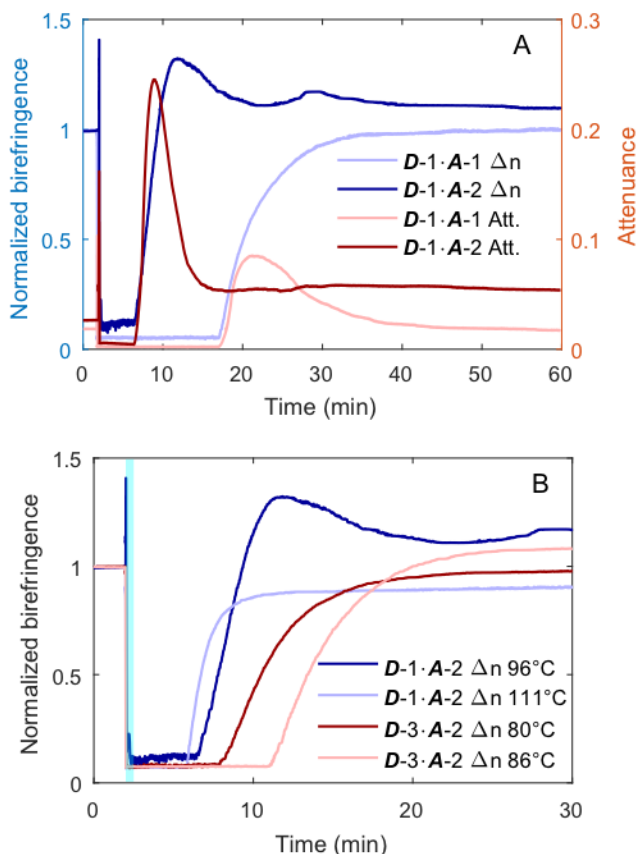 A
Normalized birefringence
Attenuance
1.5
1
0.5
0
0.3
0.2
0.1
0
D-1·A-1 Δn
D-1·A-2 Δn
D-1·A-1 Att.
D-1·A-2 Att.
0 10 20 30 40 50 60
Time (min)
B
Normalized birefringence
1.5
1
0.5
0
D-1·A-2 Δn 96°C
D-1·A-2 Δn 111°C
D-3·A-2 Δn 80°C
D-3·A-2 Δn 86°C
0 10 20 30
Time (min)